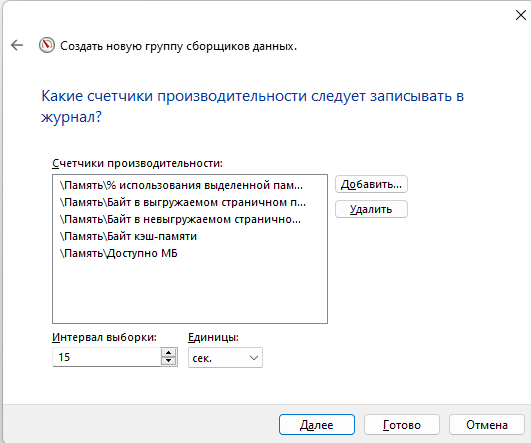 Создать новую группу сборщиков данных.
Какие счетчики производительности следует записывать в
журнал?
Счетчики производительности:
\Память\% использования выделенной пам...
\Память\Байт в выгружаемом страничном п...
\Память\Байт в невыгружаемом странично...
\Память\Байт кэш-памяти
\Память\Доступно МБ
Добавить...
Удалить
Интервал выборки:
Единицы:
15
сек.
Далее
Готово
Отмена